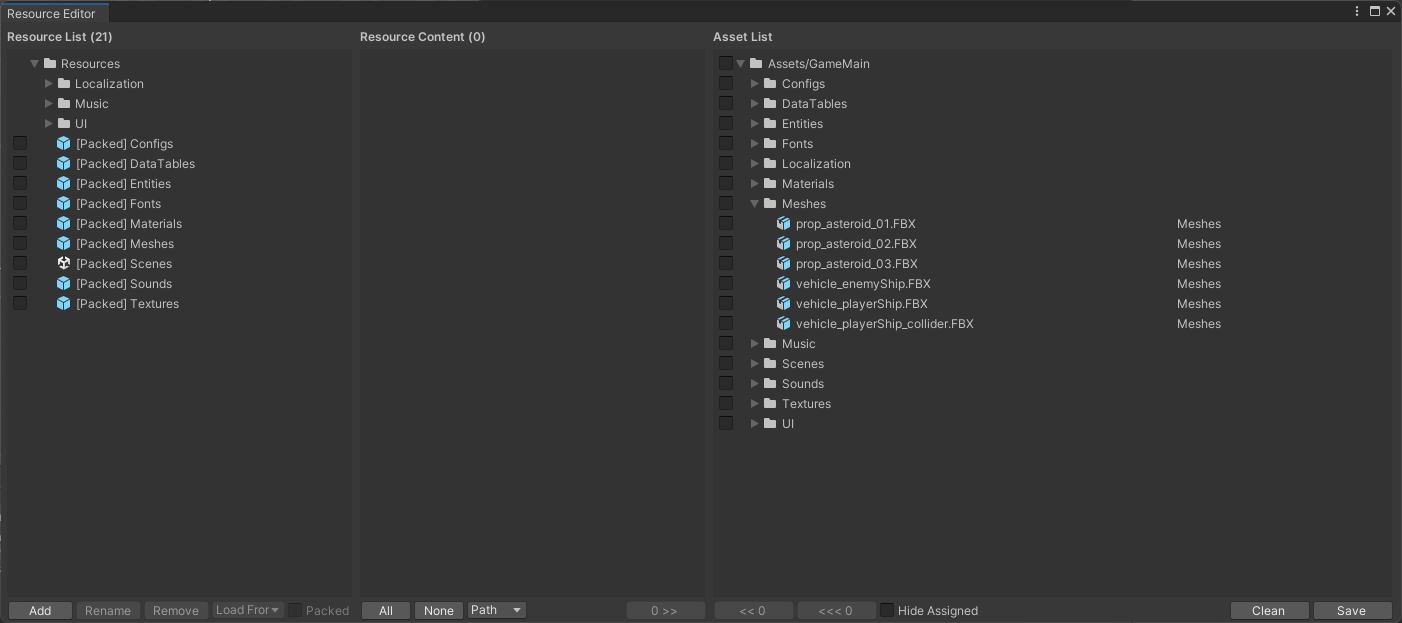 Resource Editor
Resource List (21)
Resources
Localization
Music
UI
[Packed] Configs
[Packed] DataTables
[Packed] Entities
[Packed] Fonts
[Packed] Materials
[Packed] Meshes
[Packed] Scenes
[Packed] Sounds
[Packed] Textures
Add Rename Remove Load Fror Packed
Resource Content (0)
All None Path 0 >>
Asset List
Assets/GameMain
Configs
DataTables
Entities
Fonts
Localization
Materials
Meshes
prop_asteroid_01.FBX Meshes
prop_asteroid_02.FBX Meshes
prop_asteroid_03.FBX Meshes
vehicle_enemyShip.FBX Meshes
vehicle_playerShip.FBX Meshes
vehicle_playerShip_collider.FBX Meshes
Music
Scenes
Sounds
Textures
UI
<< 0 <<< 0 Hide Assigned Clean Save